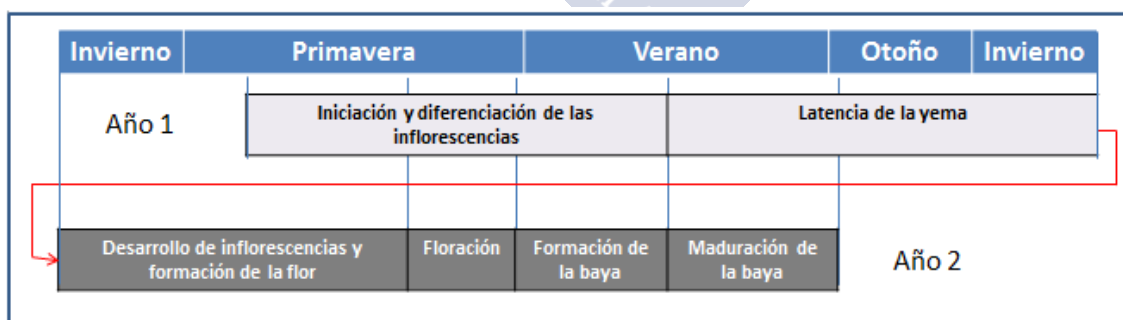 Invierno Primavera Verano Otoño Invierno
Año 1
Iniciación y diferenciación de las
inflorescencias
Latencia de la yema
Desarrollo de inflorescencias y
formación de la flor
Floración
Formación de
la baya
Maduración de
la baya
Año 2